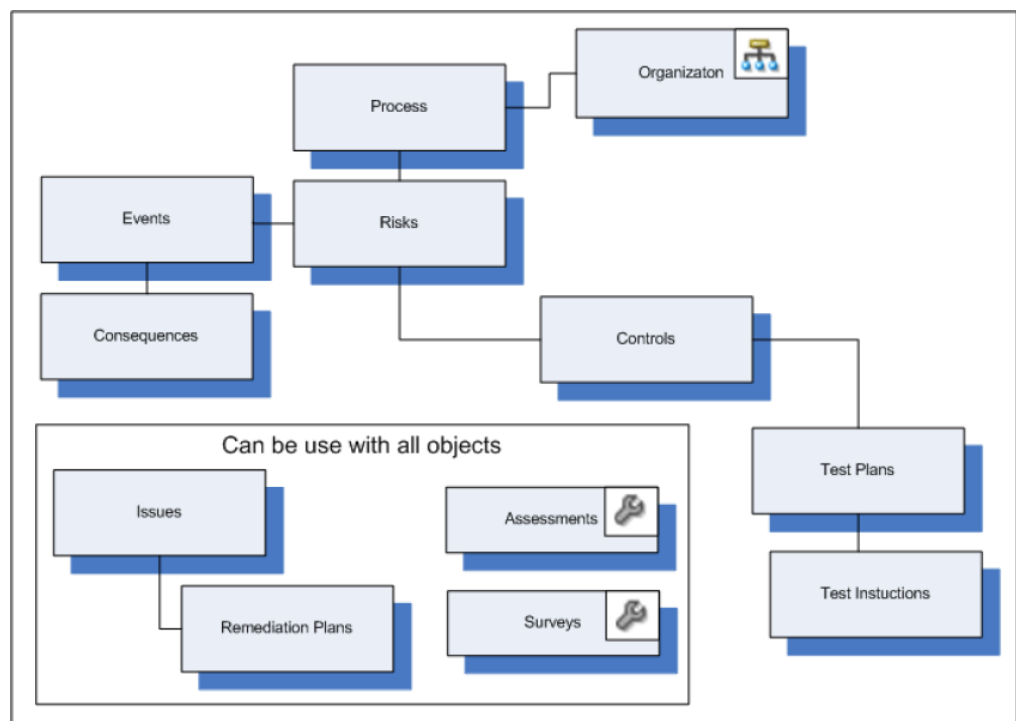 Organizaton
Process
Events
Risks
Consequences
Controls
Can be use with all objects
Test Plans
Issues
Assessments
Test Instuctions
Remediation Plans
Surveys